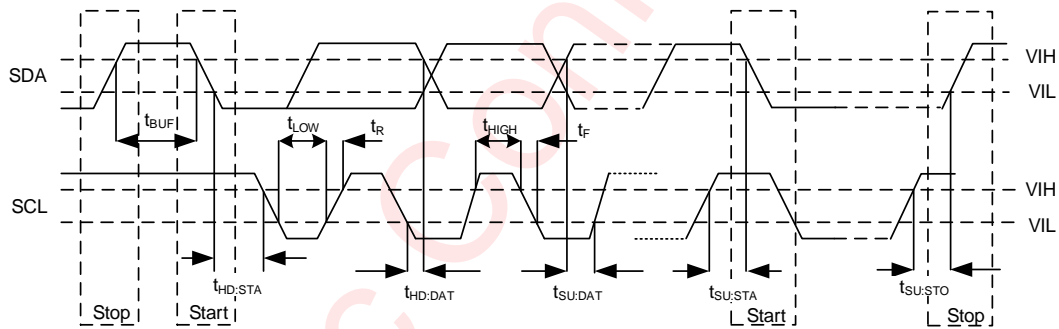 SDA
VIH
VIL
tBUF
tLOW
tR
tHIGH
tF
SCL
VIH
VIL
tHD:STA
tHD:DAT
tSU:DAT
tSU:STA
tSU:STO
Stop
Start
Start
Stop